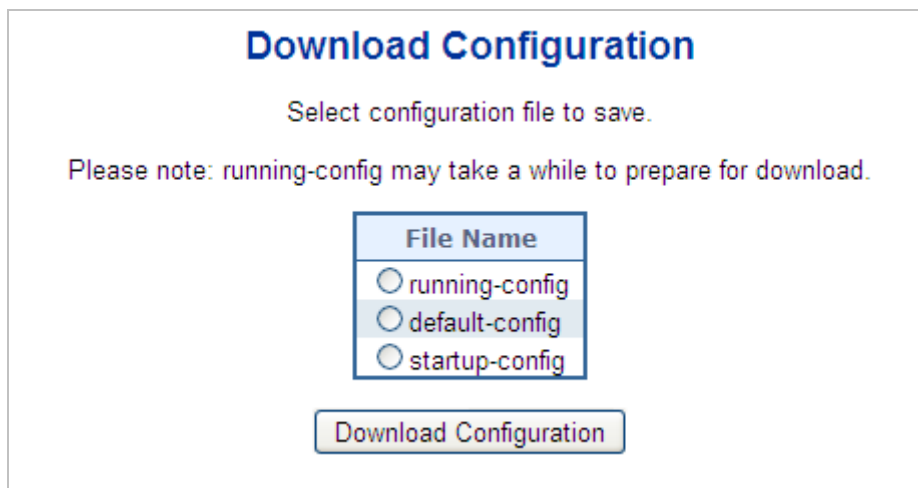 Download Configuration
Select configuration file to save.
Please note: running-config may take a while to prepare for download.
File Name
running-config
default-config
startup-config
Download Configuration